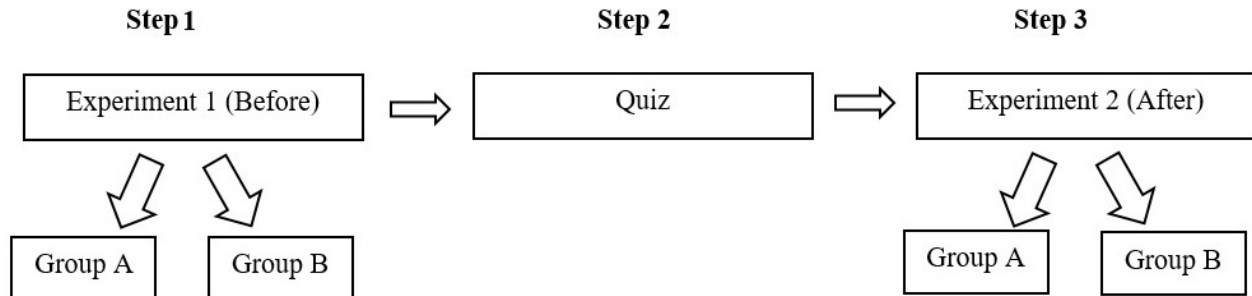 Step 1 Step 2 Step 3
Experiment 1 (Before) Quiz Experiment 2 (After)
Group A Group B Group A Group B